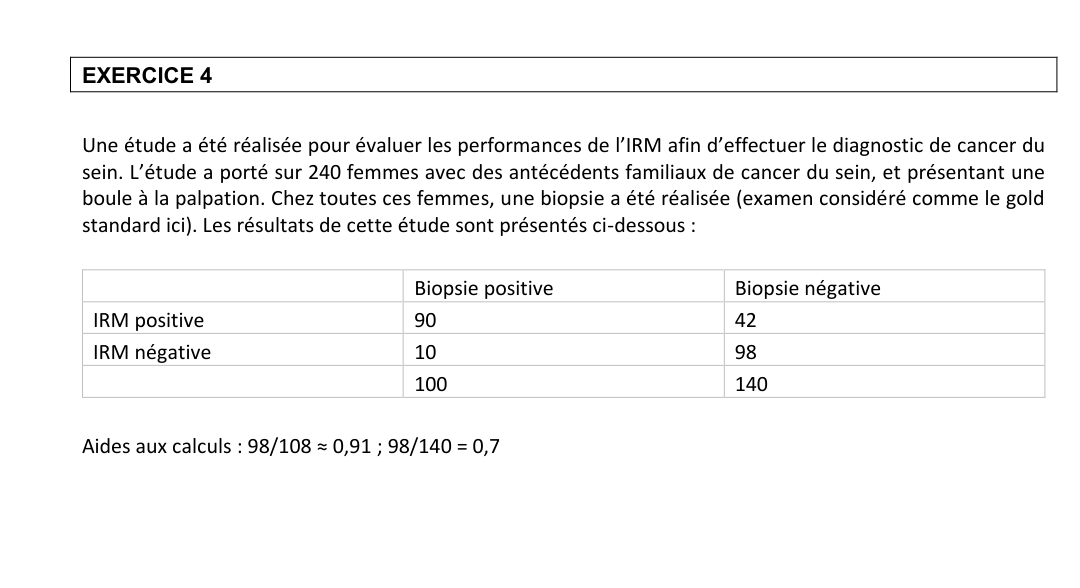 EXERCICE 4
Une étude a été réalisée pour évaluer les performances de l’IRM afin d’effectuer le diagnostic de cancer du
sein. L’étude a porté sur 240 femmes avec des antécédents familiaux de cancer du sein, et présentant une
boule à la palpation. Chez toutes ces femmes, une biopsie a été réalisée (examen considéré comme le gold
standard ici). Les résultats de cette étude sont présentés ci-dessous :
Biopsie positive Biopsie négative
IRM positive 90 42
IRM négative 10 98
100 140
Aides aux calculs : 98/108 ≈ 0,91 ; 98/140 = 0,7